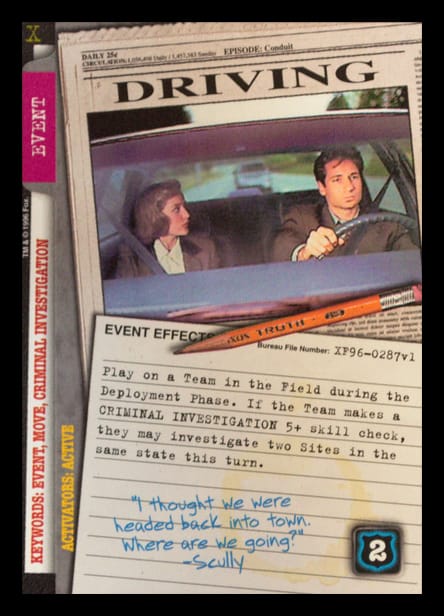 X
DAILY 25¢
EPISODE: Conduit
DRIVING
EVENT
TM & © 1996 Fox.
KEYWORDS: EVENT, MOVE, CRIMINAL INVESTIGATION
ACTIVATORS: ACTIVE
TRUTH
EVENT EFFECTS
Bureau File Number: XF96-0287v1
Play on a Team in the Field during the
Deployment Phase. If the Team makes a
CRIMINAL INVESTIGATION 5+ skill check,
they may investigate two Sites in the
same state this turn.
"I thought we were
headed back into town.
Where are we going?"
-Scully
2